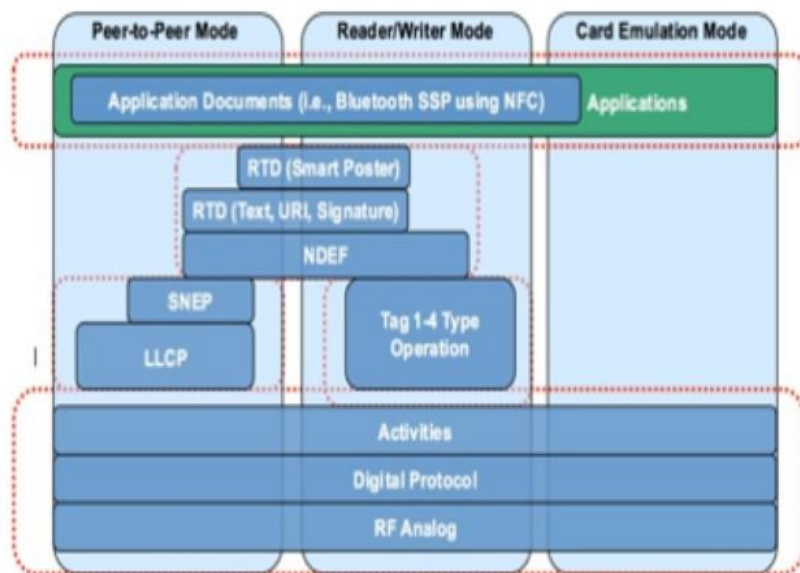 Peer-to-Peer Mode
Reader/Writer Mode
Card Emulation Mode
Application Documents (i.e., Bluetooth SSP using NFC)
Applications
RTD (Smart Poster)
RTD (Text, URI, Signature)
NDEF
SNEP
LLCP
Tag 1-4 Type
Operation
Activities
Digital Protocol
RF Analog